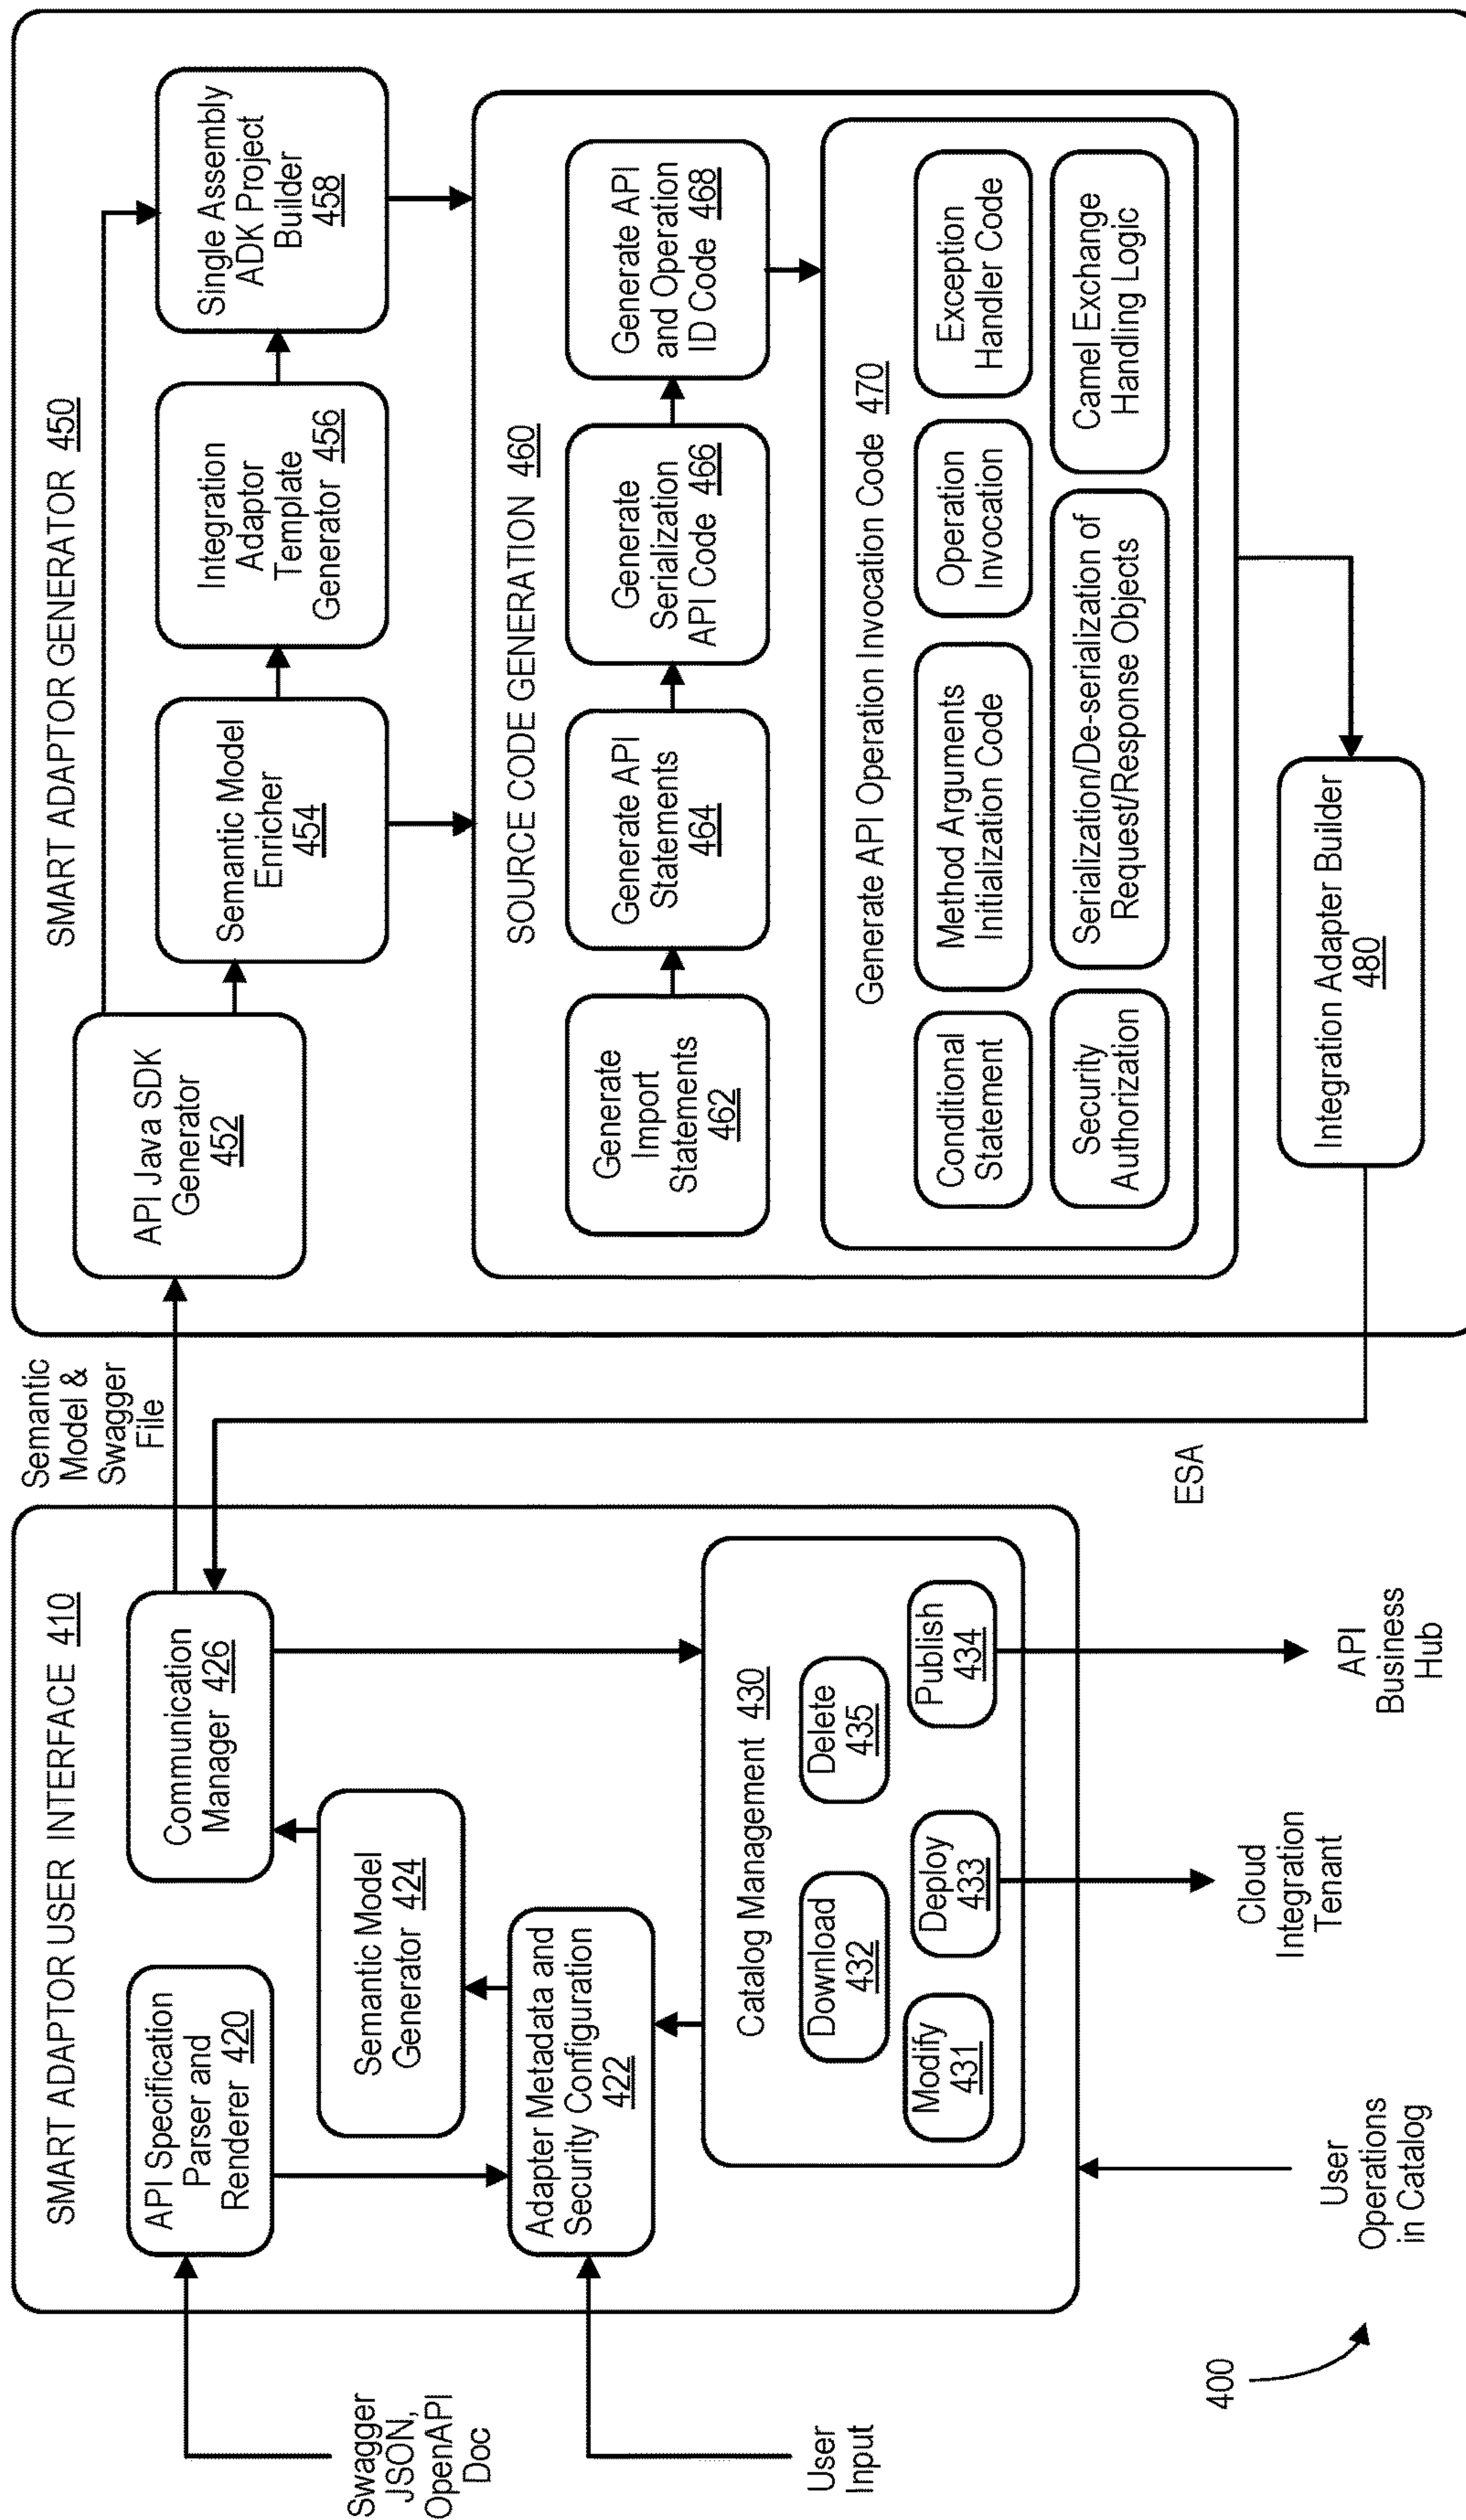 SMART ADAPTOR USER INTERFACE 410
API Specification
Parser and
Renderer 420
Communication
Manager 426
Semantic Model
Generator 424
Adapter Metadata and
Security Configuration
422
Catalog Management 430
Download
432
Delete
435
Modify
431
Deploy
433
Publish
434
Swagger
JSON,
OpenAPI
Doc
User
Input
User
Operations
in Catalog
Cloud
Integration
Tenant
API
Business
Hub
400
Semantic
Model &
Swagger
File
ESA
SMART ADAPTOR GENERATOR 450
API Java SDK
Generator
452
Semantic Model
Enricher
454
Integration
Adaptor
Template
Generator 456
Single Assembly
ADK Project
Builder
458
SOURCE CODE GENERATION 460
Generate
Import
Statements
462
Generate API
Statements
464
Generate
Serialization
API Code 466
Generate API
and Operation
ID Code 468
Generate API Operation Invocation Code 470
Conditional
Statement
Method Arguments
Initialization Code
Operation
Invocation
Exception
Handler Code
Security
Authorization
Serialization/De-serialization of
Request/Response Objects
Camel Exchange
Handling Logic
Integration Adapter Builder
480